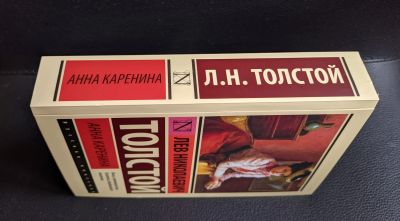 АННА КАРЕНИНА
N
Л.Н. ТОЛСТОЙ
N
ЛЕВ НИКОЛАЕВИЧ
ТОЛСТОЙ
АННА КАРЕНИНА